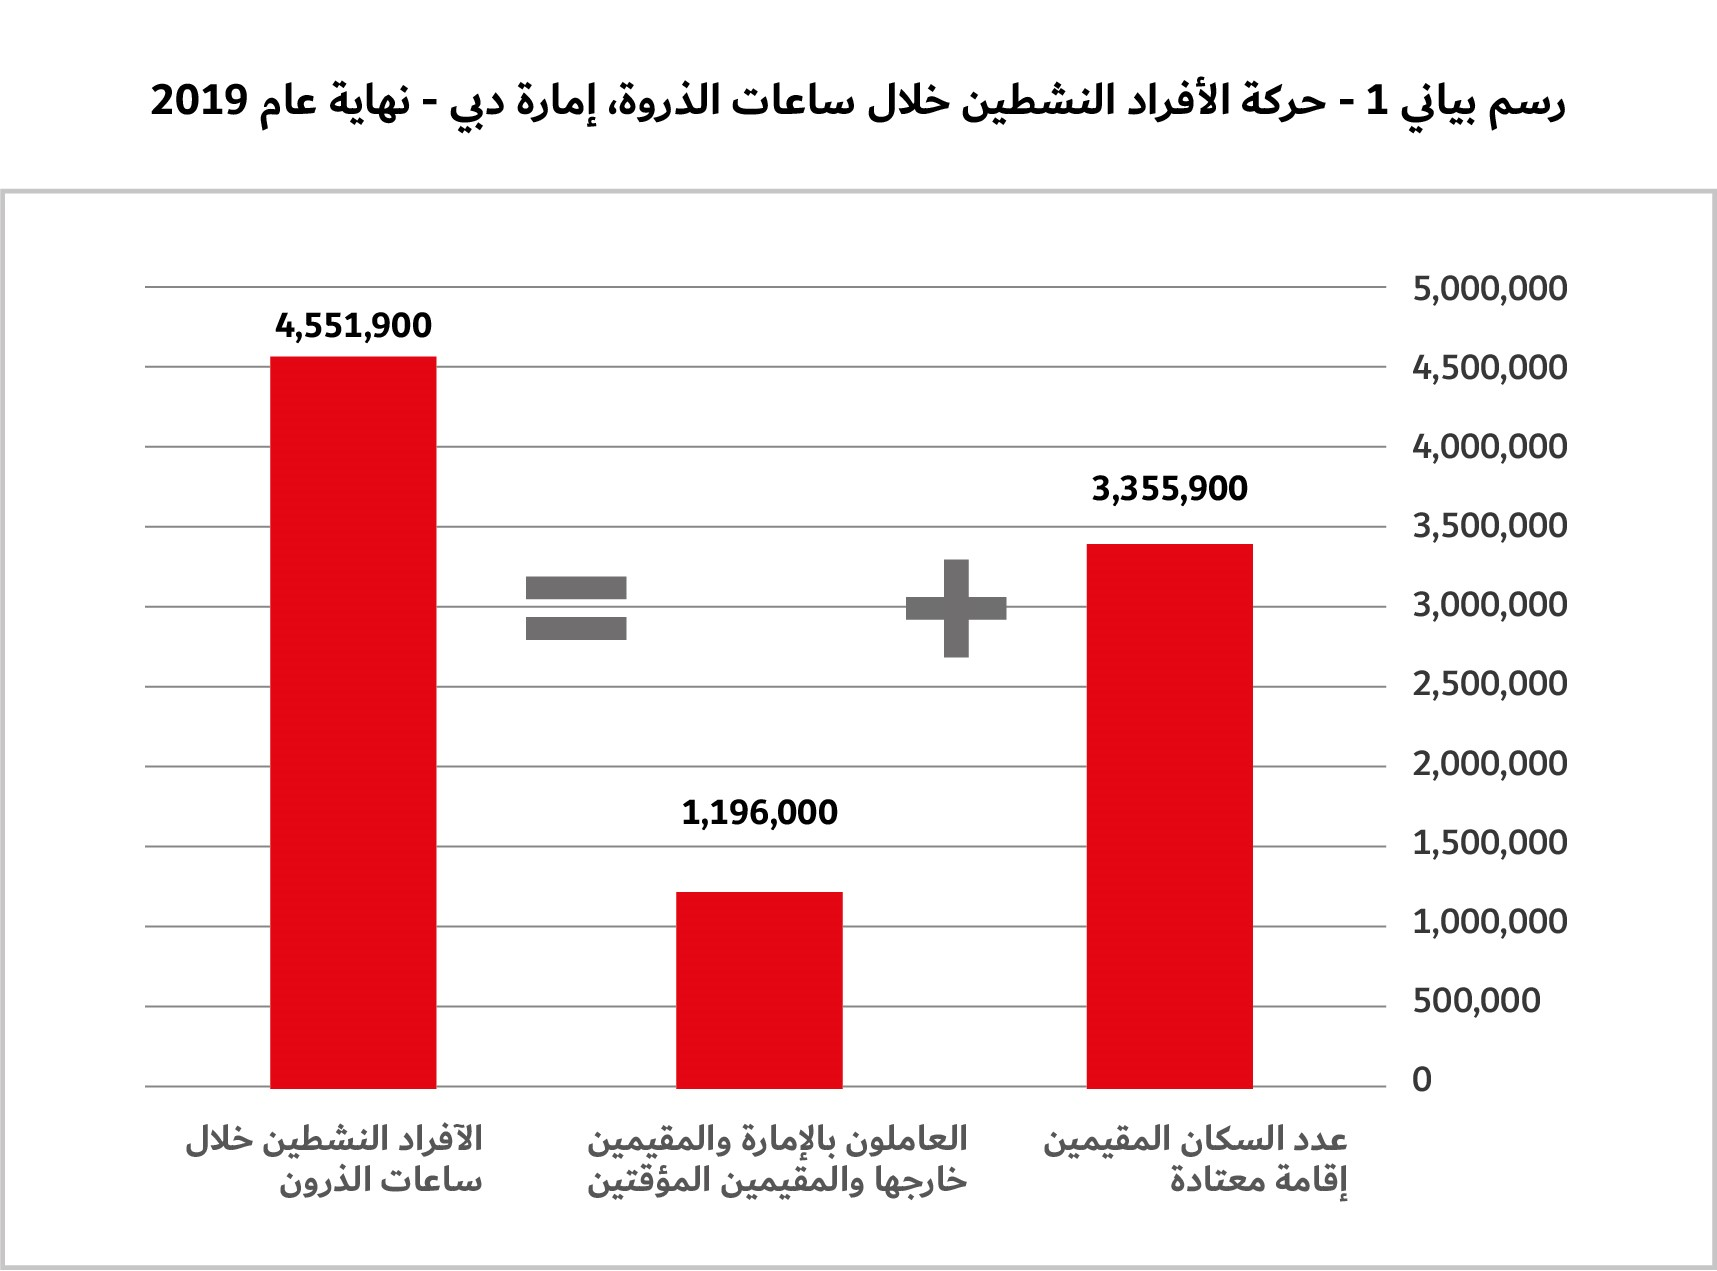 رسم بياني 1 - حركة الأفراد النشطين خلال ساعات الذروة، إمارة دبي - نهاية عام 2019
5,000,000
4,500,000
4,000,000
3,500,000
3,000,000
2,500,000
2,000,000
1,500,000
1,000,000
500,000
0
3,355,900
+
1,196,000
=
4,551,900
عدد السكان المقيمين
إقامة معتادة
العاملون بالإمارة والمقيمين
خارجها والمقيمين المؤقتين
الآفراد النشطين خلال
ساعات الذرون